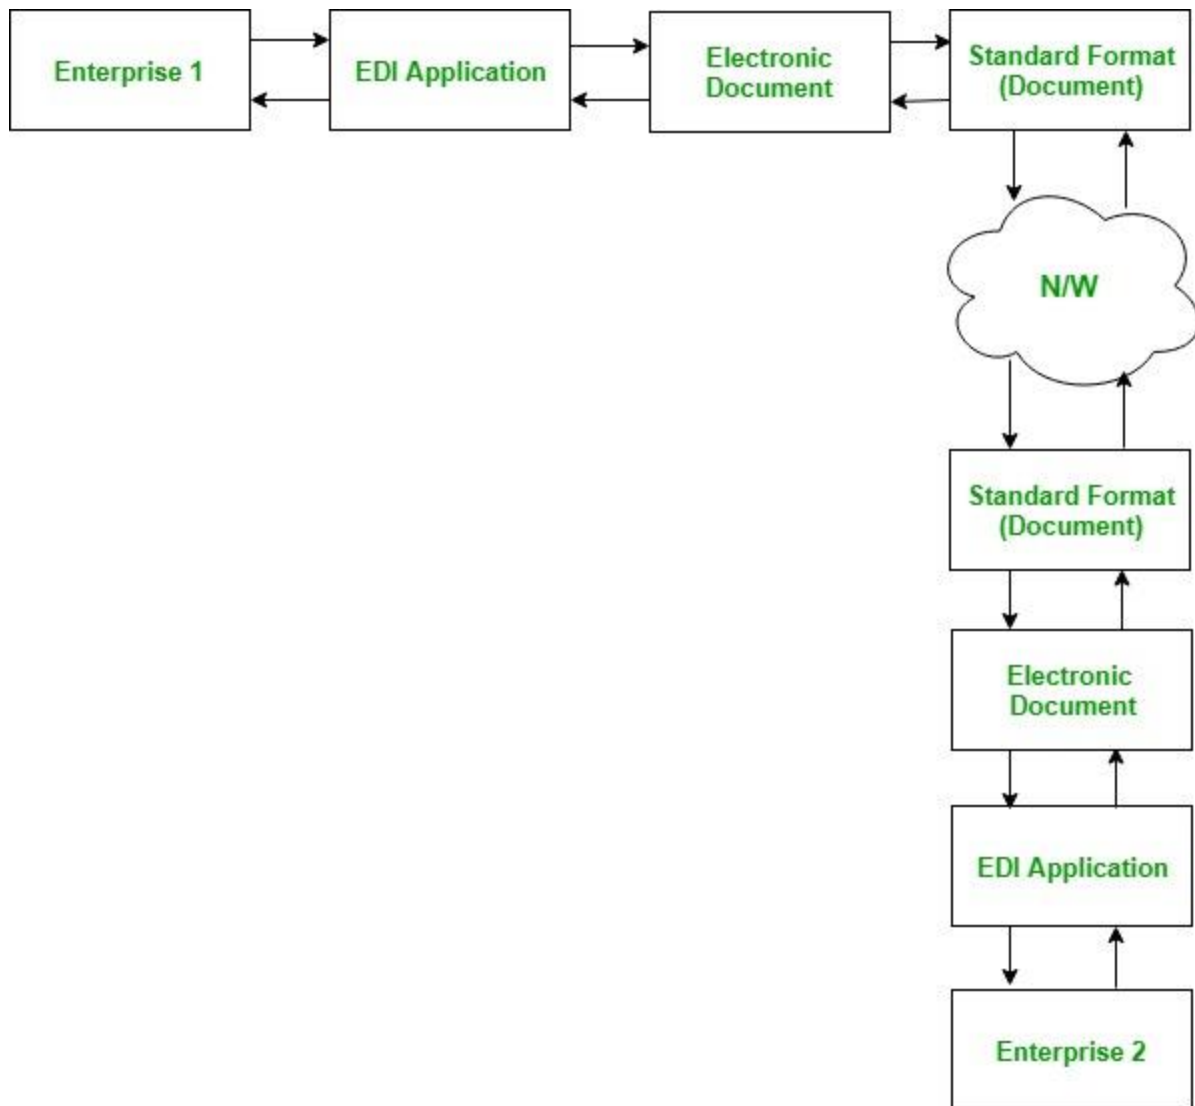 Enterprise 1
EDI Application
Electronic
Document
Standard Format
(Document)
N/W
Standard Format
(Document)
Electronic
Document
EDI Application
Enterprise 2